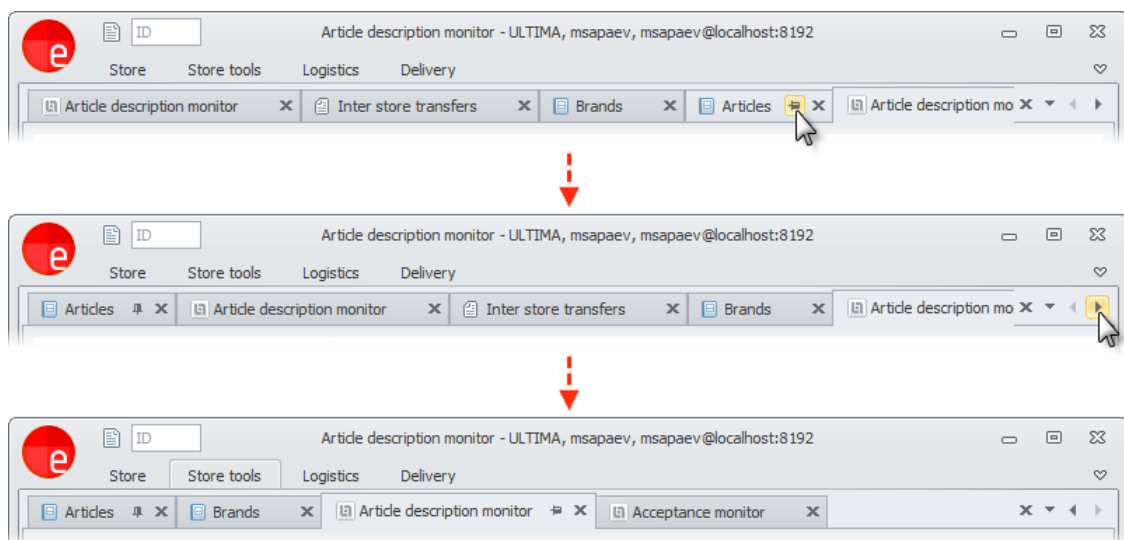 ID Article description monitor - ULTIMA, msapaev, msapaev@localhost:8192
e
Store Store tools Logistics Delivery
Article description monitor Inter store transfers Brands Articles Article description mo
ID Article description monitor - ULTIMA, msapaev, msapaev@localhost:8192
e
Store Store tools Logistics Delivery
Articles Article description monitor Inter store transfers Brands Article description mo
ID Article description monitor - ULTIMA, msapaev, msapaev@localhost:8192
e
Store Store tools Logistics Delivery
Articles Brands Article description monitor Acceptance monitor